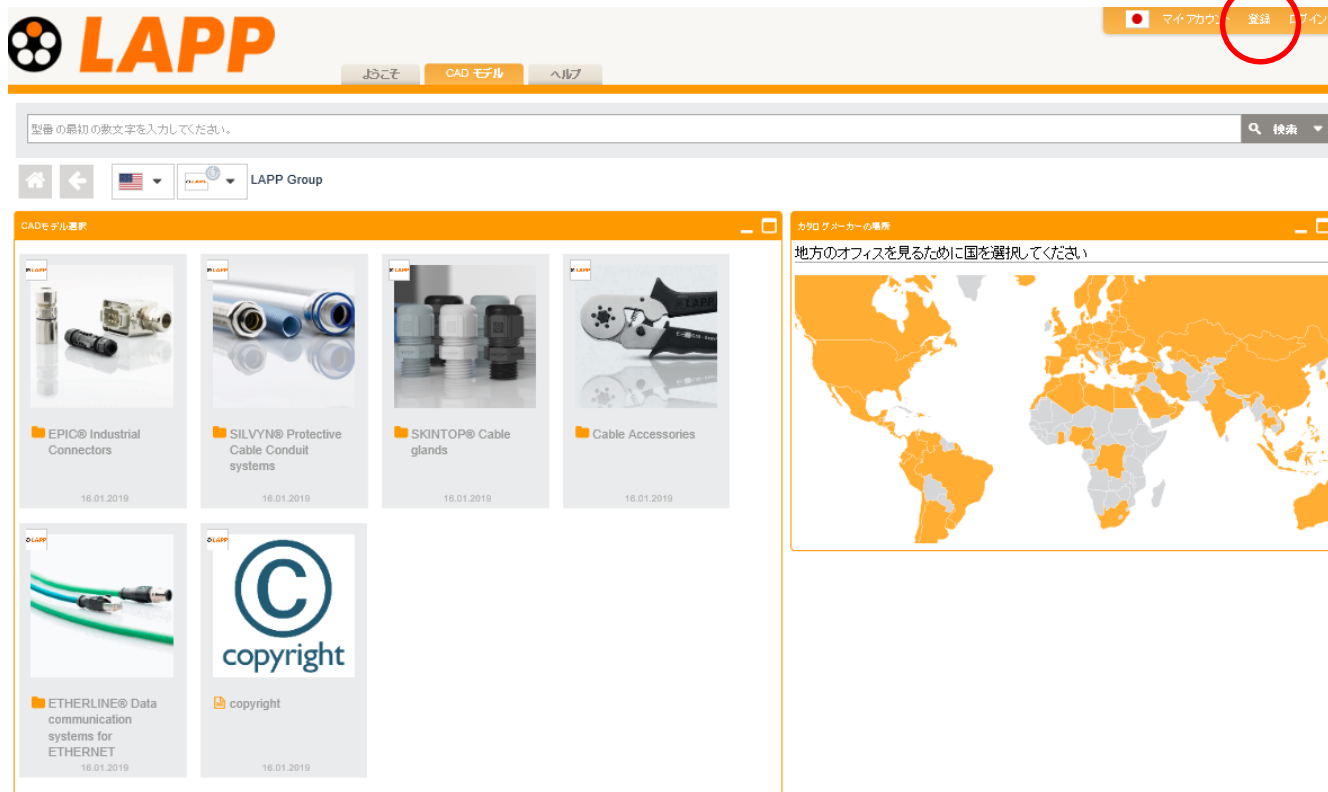 LAPP
マイ・アカウント 登録 ログイン
ようこそ CAD モデル ヘルプ
型番の最初の数文字を入力してください。
検索
LAPP Group
CADモデル選択
カタログメーカーの場所
地方のオフィスを見るために国を選択してください
LAPP
LAPP
LAPP
LAPP
EPIC® Industrial
Connectors
16.01.2019
SILVYN® Protective
Cable Conduit
systems
16.01.2019
SKINTOP® Cable
glands
16.01.2019
Cable Accessories
16.01.2019
LAPP
LAPP
C
copyright
ETHERLINE® Data
communication
systems for
ETHERNET
16.01.2019
copyright
16.01.2019